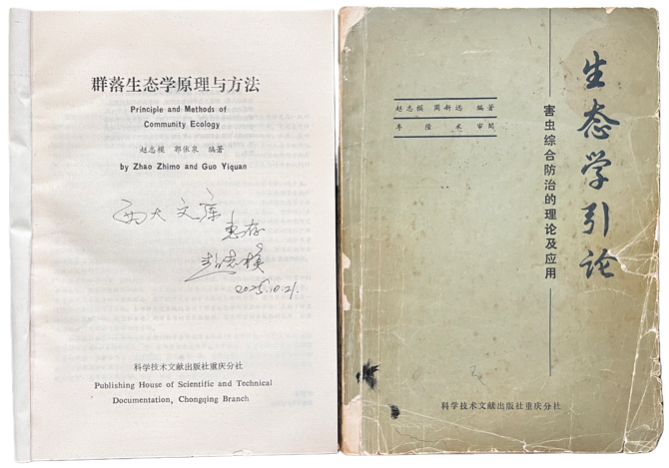 群落生态学原理与方法
Principle and Methods of
Community Ecology
赵志模 郭依泉 编著
by Zhao Zhimo and Guo Yiquan
西大文库
惠存
赵志模
2025.10.21.
科学技术文献出版社重庆分社
Publishing House of Scientific and Technical
Documentation, Chongqing Branch
生态学引论
害虫综合防治的理论及应用
赵志模 周新远 编著
李隆术 审阅
科学技术文献出版社重庆分社